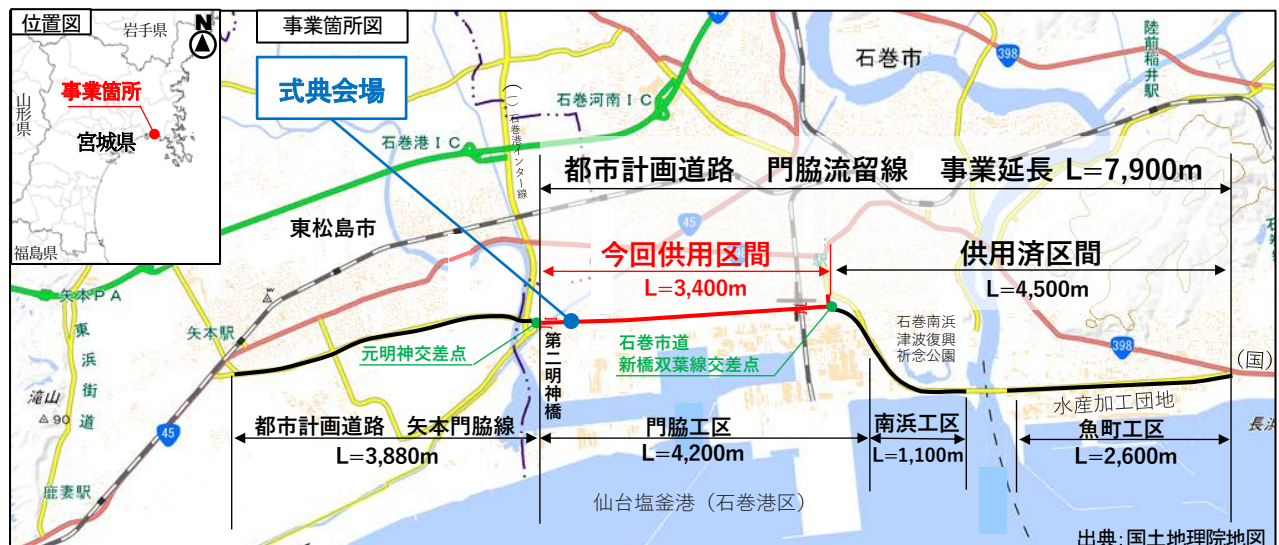 位置図
岩手県
N
山形県
事業箇所
宮城県
福島県
事業箇所図
式典会場
45
石巻河南IC
石巻港IC
(一)石巻港インター線
石巻市
398
陸前稲井駅
都市計画道路 門脇流留線 事業延長 L=7,900m
東松島市
45
今回供用区間
L=3,400m
駅
供用済区間
L=4,500m
矢本PA
矢本駅
東浜街道
滝山
90
45
鹿妻駅
元明神交差点
第二明神橋
石巻市道
新橋双葉線交差点
石巻南浜
津波復興
祈念公園
398
(国)
水産加工団地
長浜
都市計画道路 矢本門脇線
L=3,880m
門脇工区
L=4,200m
南浜工区
L=1,100m
魚町工区
L=2,600m
仙台塩釜港(石巻港区)
出典:国土地理院地図